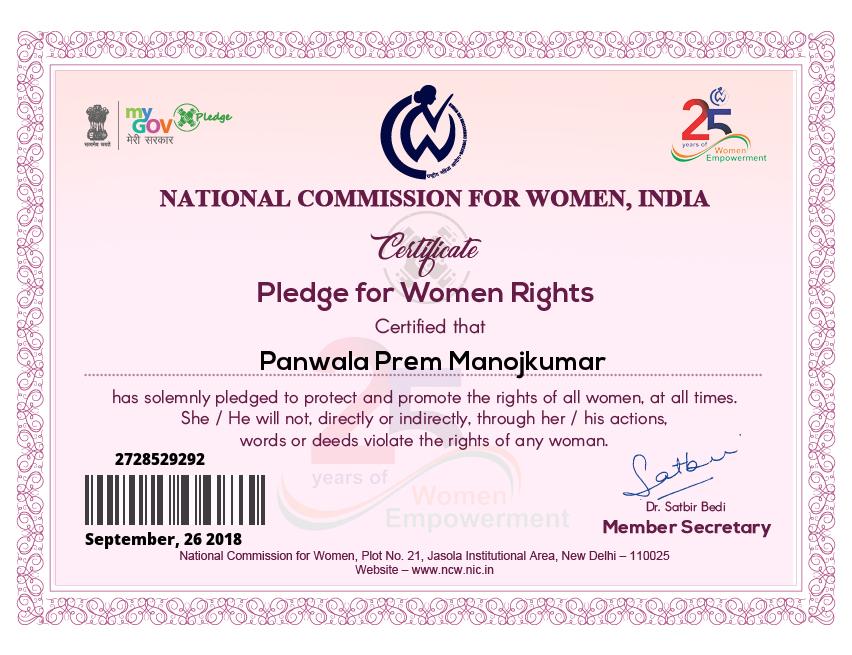 सत्यमेव जयते
my
GOV
मेरी सरकार
Pledge
25
years of
Women
Empowerment
NATIONAL COMMISSION FOR WOMEN, INDIA
Certificate
Pledge for Women Rights
Certified that
Panwala Prem Manojkumar
has solemnly pledged to protect and promote the rights of all women, at all times.
She / He will not, directly or indirectly, through her / his actions,
words or deeds violate the rights of any woman.
25
years of
Women
Empowerment
2728529292
September, 26 2018
Satbir
Dr. Satbir Bedi
Member Secretary
National Commission for Women, Plot No. 21, Jasola Institutional Area, New Delhi – 110025
Website – www.ncw.nic.in